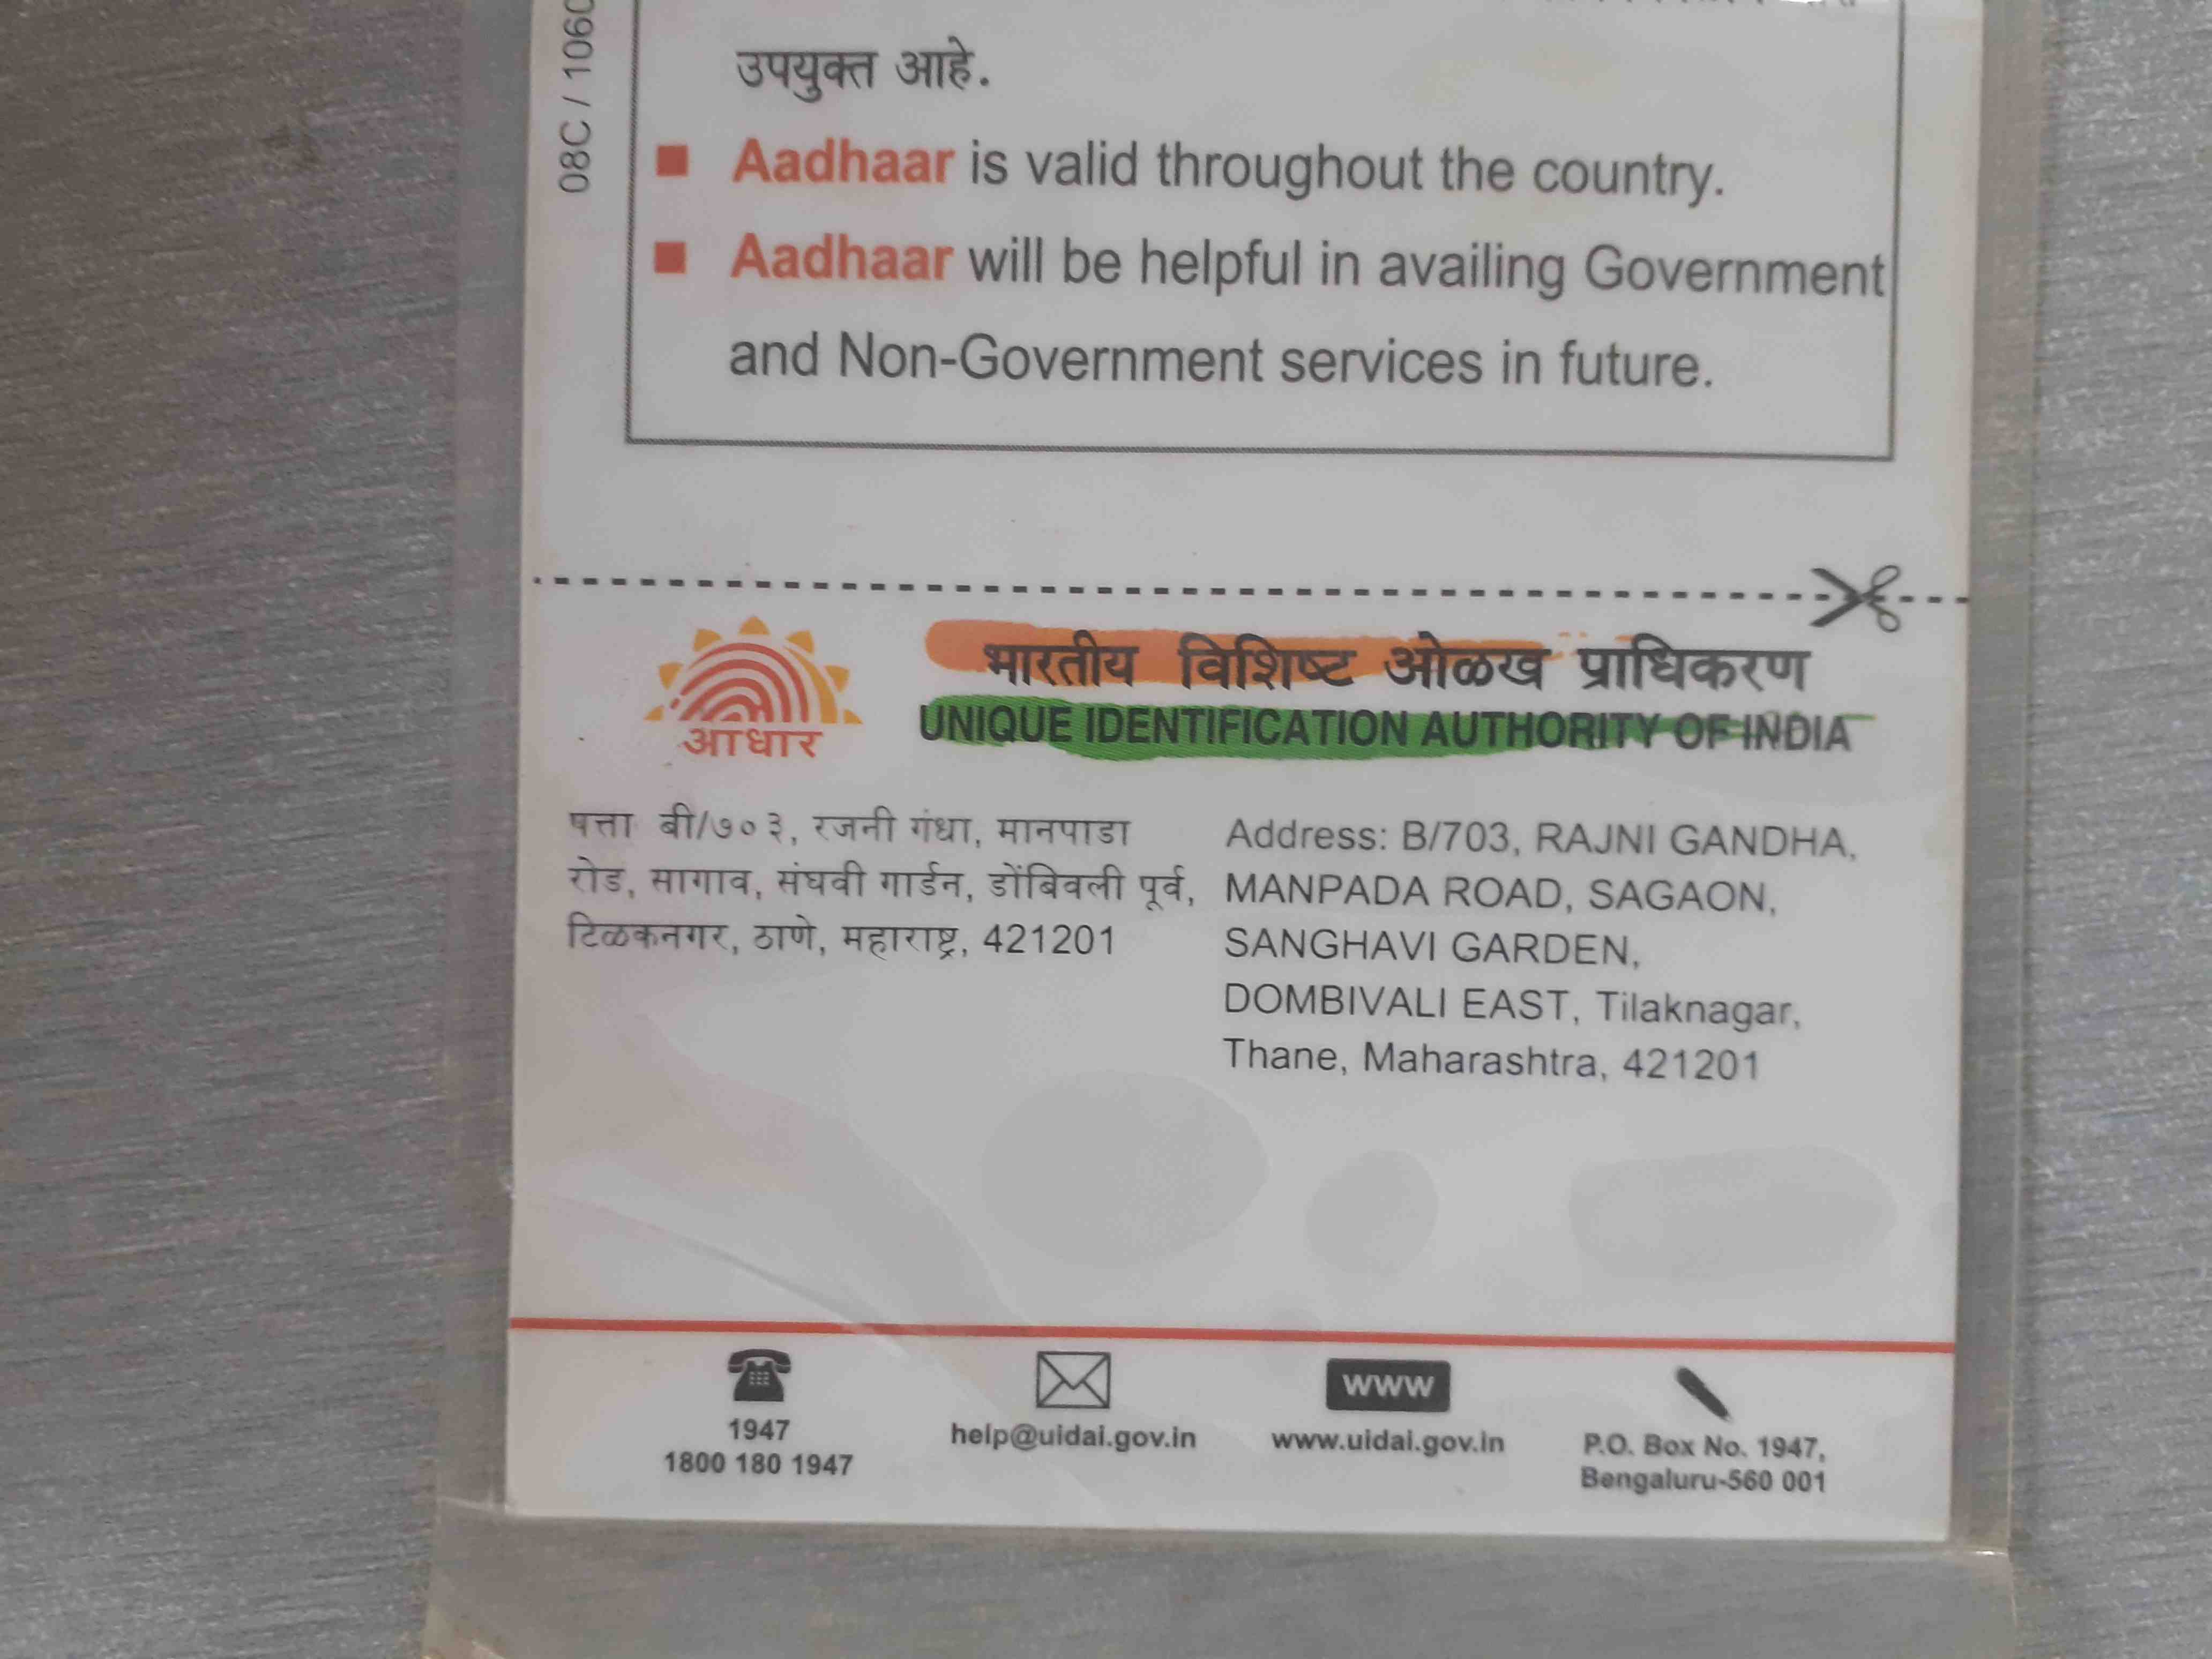 08C / 1060
उपयुक्त आहे.
■ Aadhaar is valid throughout the country.
■ Aadhaar will be helpful in availing Government
and Non-Government services in future.
आधार
भारतीय विशिष्ट ओळख प्राधिकरण
UNIQUE IDENTIFICATION AUTHORITY OF INDIA
पत्ता बी/७०३, रजनी गंधा, मानपाडा
रोड, सागाव, संघवी गार्डन, डोंबिवली पूर्व,
टिळकनगर, ठाणे, महाराष्ट्र, 421201
Address: B/703, RAJNI GANDHA,
MANPADA ROAD, SAGAON,
SANGHAVI GARDEN,
DOMBIVALI EAST, Tilaknagar,
Thane, Maharashtra, 421201
1947
1800 180 1947
help@uidai.gov.in
www
www.uidai.gov.in
P.O. Box No. 1947,
Bengaluru-560 001